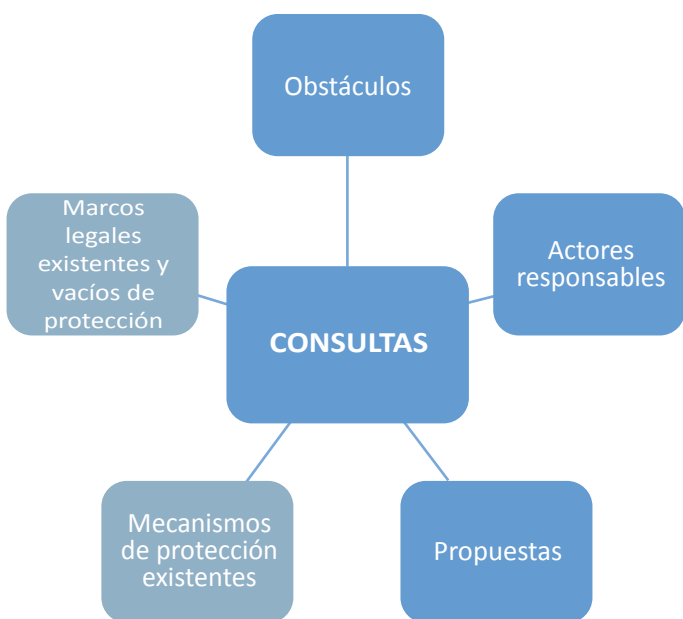 Obstáculos
Marcos
legales
existentes y
vacíos de
protección
Actores
responsables
CONSULTAS
Mecanismos
de protección
existentes
Propuestas